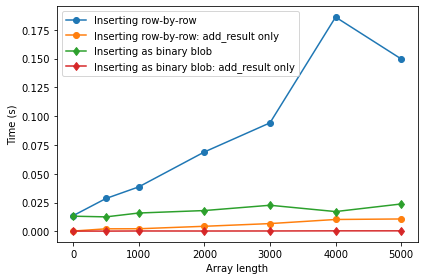 Inserting row-by-row
Inserting row-by-row: add_result only
Inserting as binary blob
Inserting as binary blob: add_result only
Time (s)
0.175
0.150
0.125
0.100
0.075
0.050
0.025
0.000
0 1000 2000 3000 4000 5000
Array length